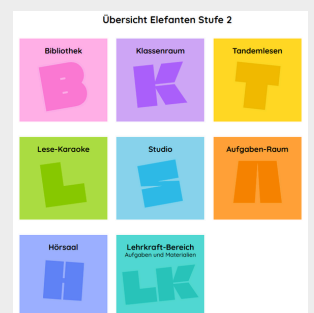 Übersicht Elefanten Stufe 2
Bibliothek
Klassenraum
Tandemlesen
B
K
T
Lese-Karaoke
Studio
Aufgaben-Raum
L
S
A
Hörsaal
Lehrkraft-Bereich
Aufgaben und Materialien
H
LK